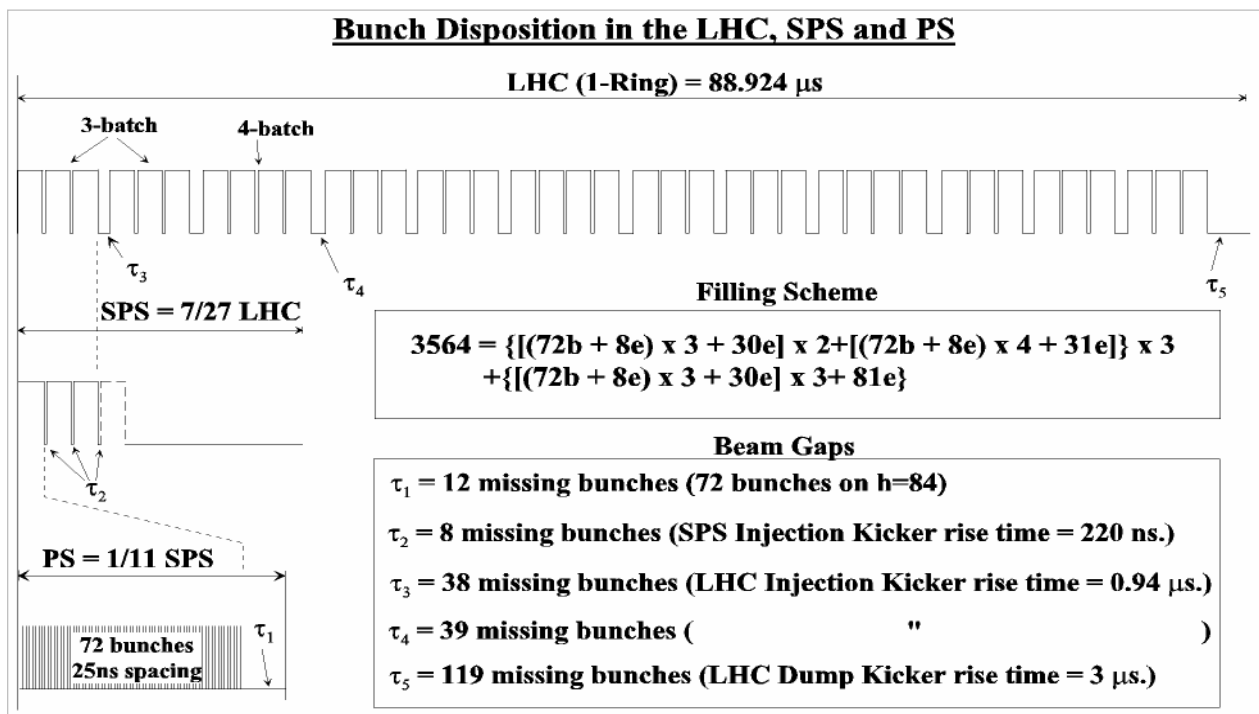 Bunch Disposition in the LHC, SPS and PS
LHC (1-Ring) = 88.924 μs
3-batch
4-batch
τ3
τ4
τ5
SPS = 7/27 LHC
τ2
PS = 1/11 SPS
τ1
72 bunches
25ns spacing
Filling Scheme
3564 = {[(72b + 8e) x 3 + 30e] x 2+[(72b + 8e) x 4 + 31e]} x 3
+{[(72b + 8e) x 3 + 30e] x 3+ 81e}
Beam Gaps
τ1 = 12 missing bunches (72 bunches on h=84)
τ2 = 8 missing bunches (SPS Injection Kicker rise time = 220 ns.)
τ3 = 38 missing bunches (LHC Injection Kicker rise time = 0.94 μs.)
τ4 = 39 missing bunches ( " )
τ5 = 119 missing bunches (LHC Dump Kicker rise time = 3 μs.)